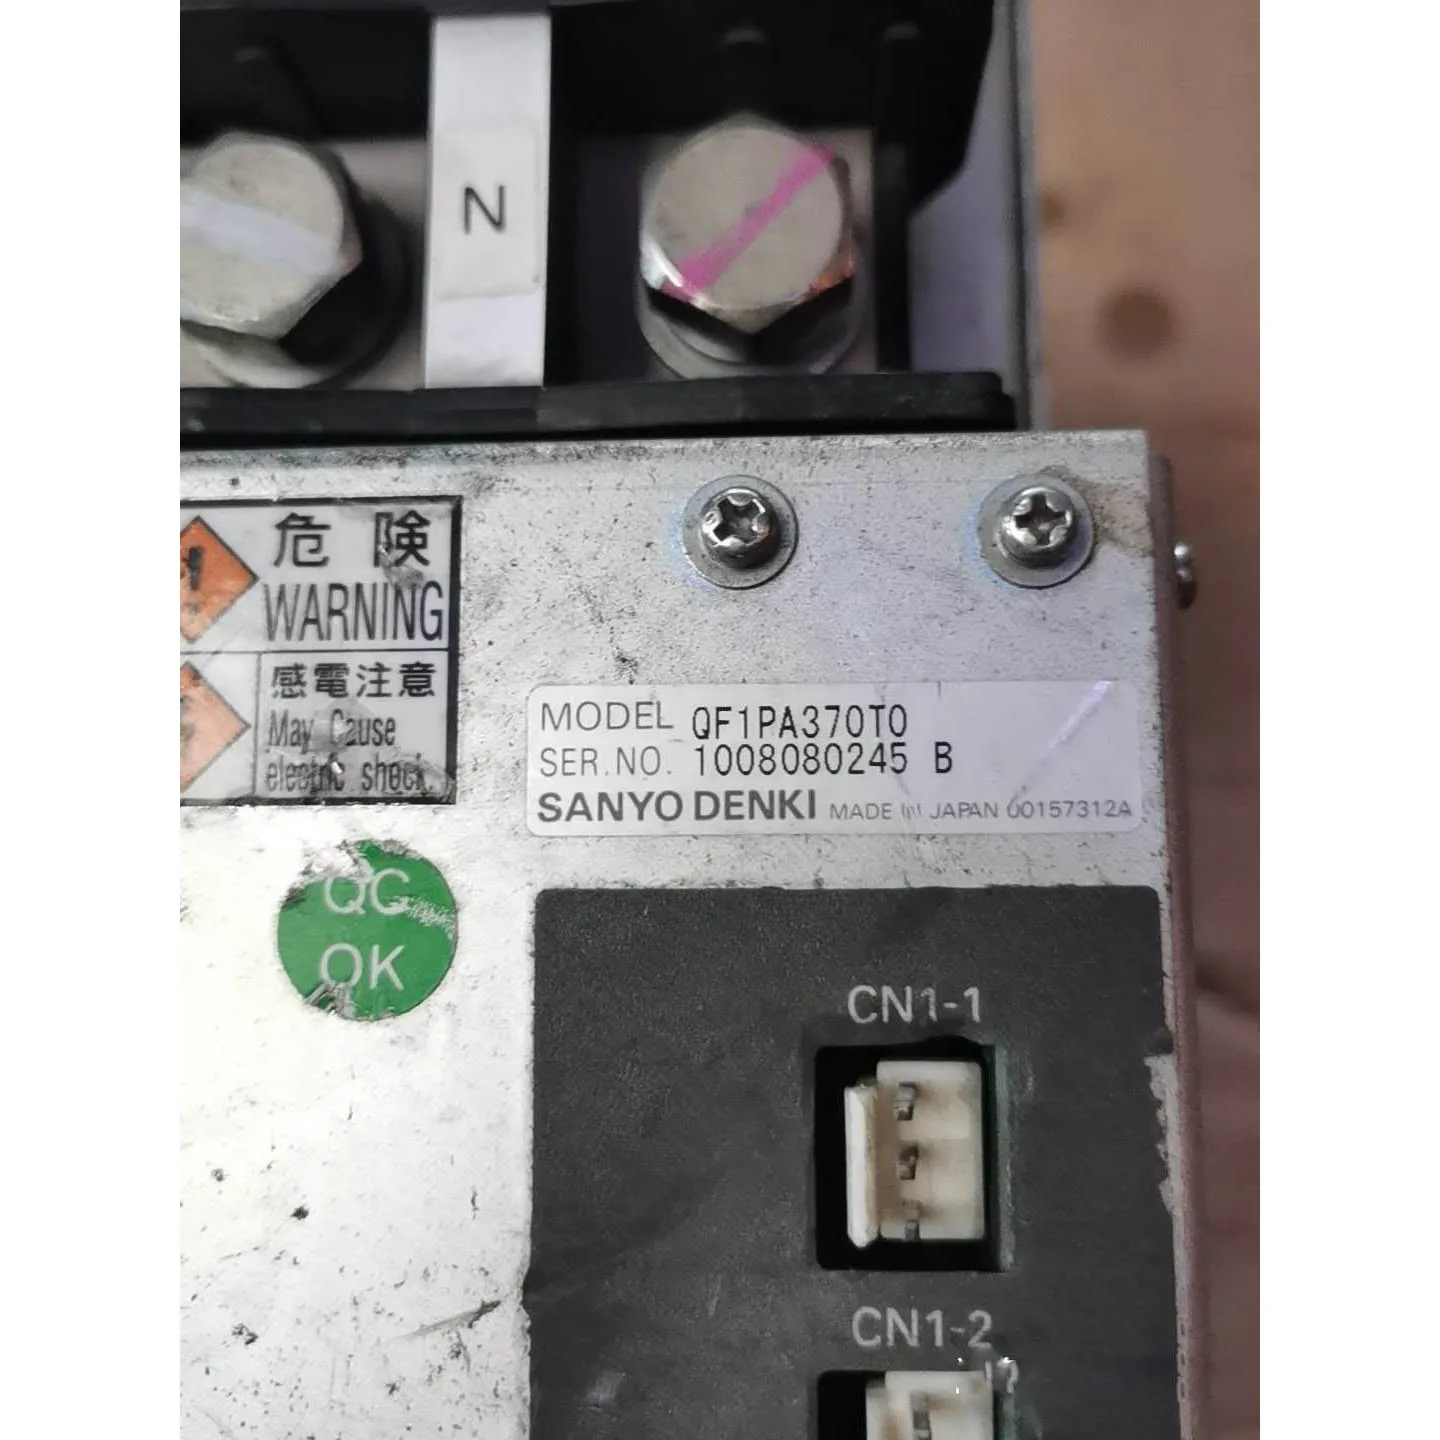 N
危険
WARNING
感電注意
May Cause
electric shock.
MODEL QF1PA370T0
SER.NO. 1008080245 B
SANYO DENKI MADE IN JAPAN 00157312A
QC
OK
CN1-1
CN1-2